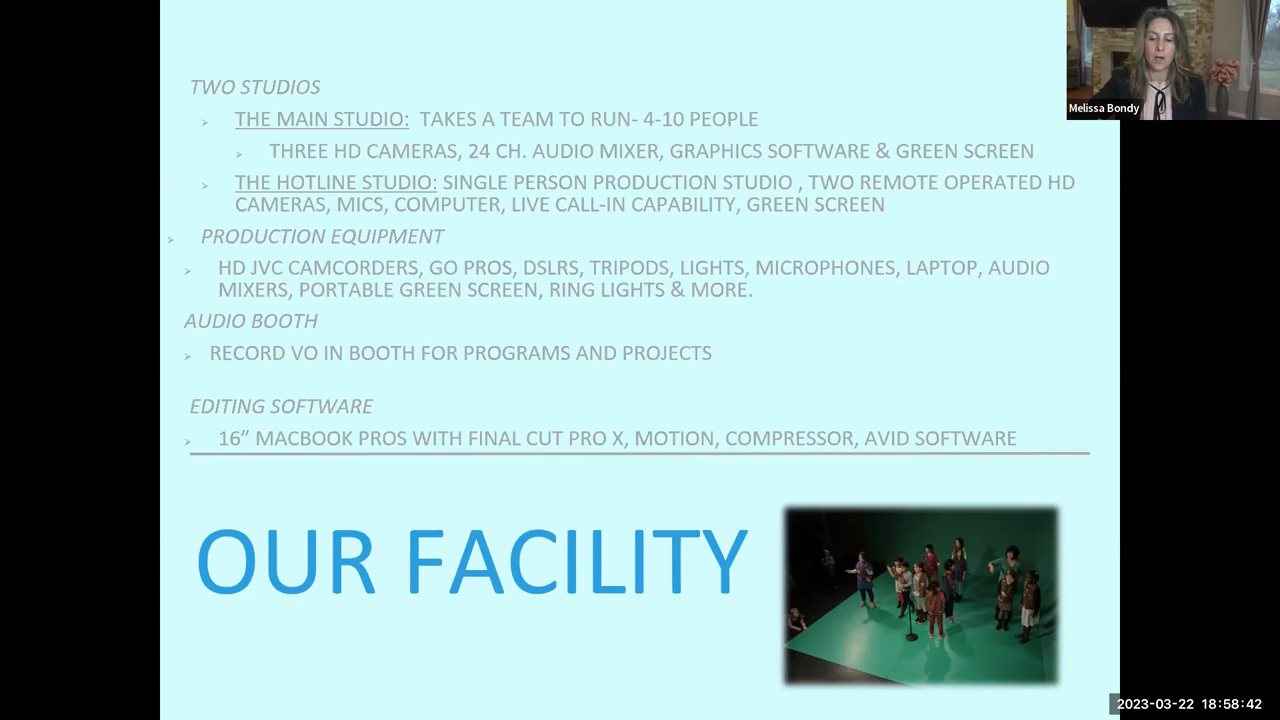 TWO STUDIOS
THE MAIN STUDIO: TAKES A TEAM TO RUN- 4-10 PEOPLE
THREE HD CAMERAS, 24 CH. AUDIO MIXER, GRAPHICS SOFTWARE & GREEN SCREEN
THE HOTLINE STUDIO: SINGLE PERSON PRODUCTION STUDIO , TWO REMOTE OPERATED HD
CAMERAS, MICS, COMPUTER, LIVE CALL-IN CAPABILITY, GREEN SCREEN
PRODUCTION EQUIPMENT
HD JVC CAMCORDERS, GO PROS, DSLRS, TRIPODS, LIGHTS, MICROPHONES, LAPTOP, AUDIO
MIXERS, PORTABLE GREEN SCREEN, RING LIGHTS & MORE.
AUDIO BOOTH
RECORD VO IN BOOTH FOR PROGRAMS AND PROJECTS
EDITING SOFTWARE
16” MACBOOK PROS WITH FINAL CUT PRO X, MOTION, COMPRESSOR, AVID SOFTWARE
OUR FACILITY
Melissa Bondy
2023-03-22 18:58:42